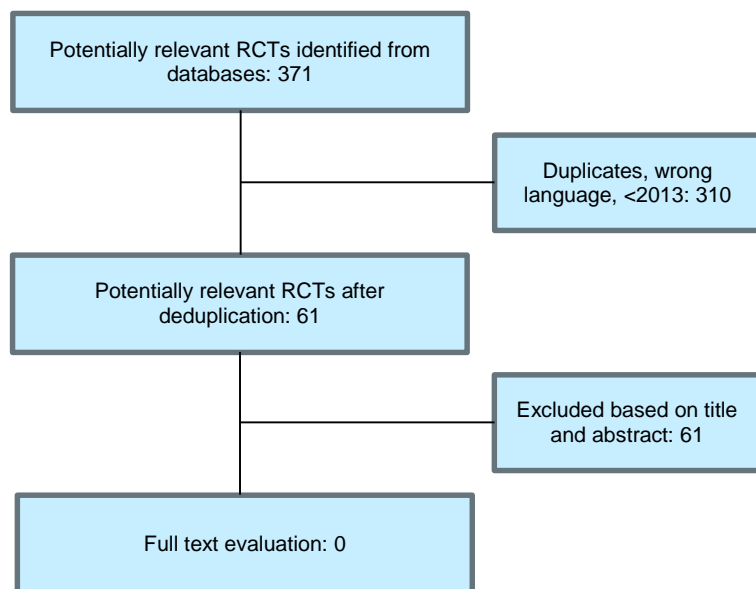 Potentially relevant RCTs identified from
databases: 371
Duplicates, wrong
language, <2013: 310
Potentially relevant RCTs after
deduplication: 61
Excluded based on title
and abstract: 61
Full text evaluation: 0